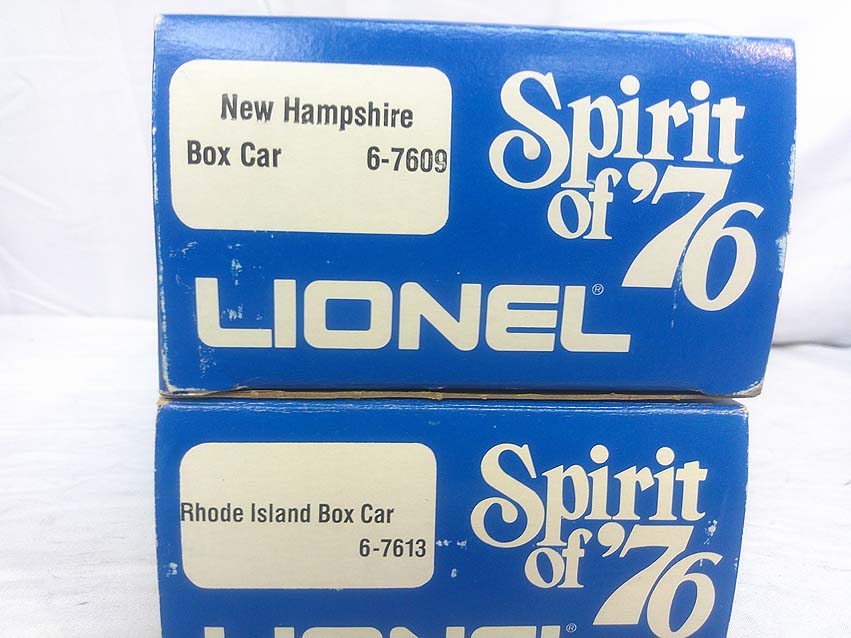 New Hampshire
Box Car 6-7609
Spirit
of '76
LIONEL®
Rhode Island Box Car
6-7613
Spirit
of '76
LIONEL®